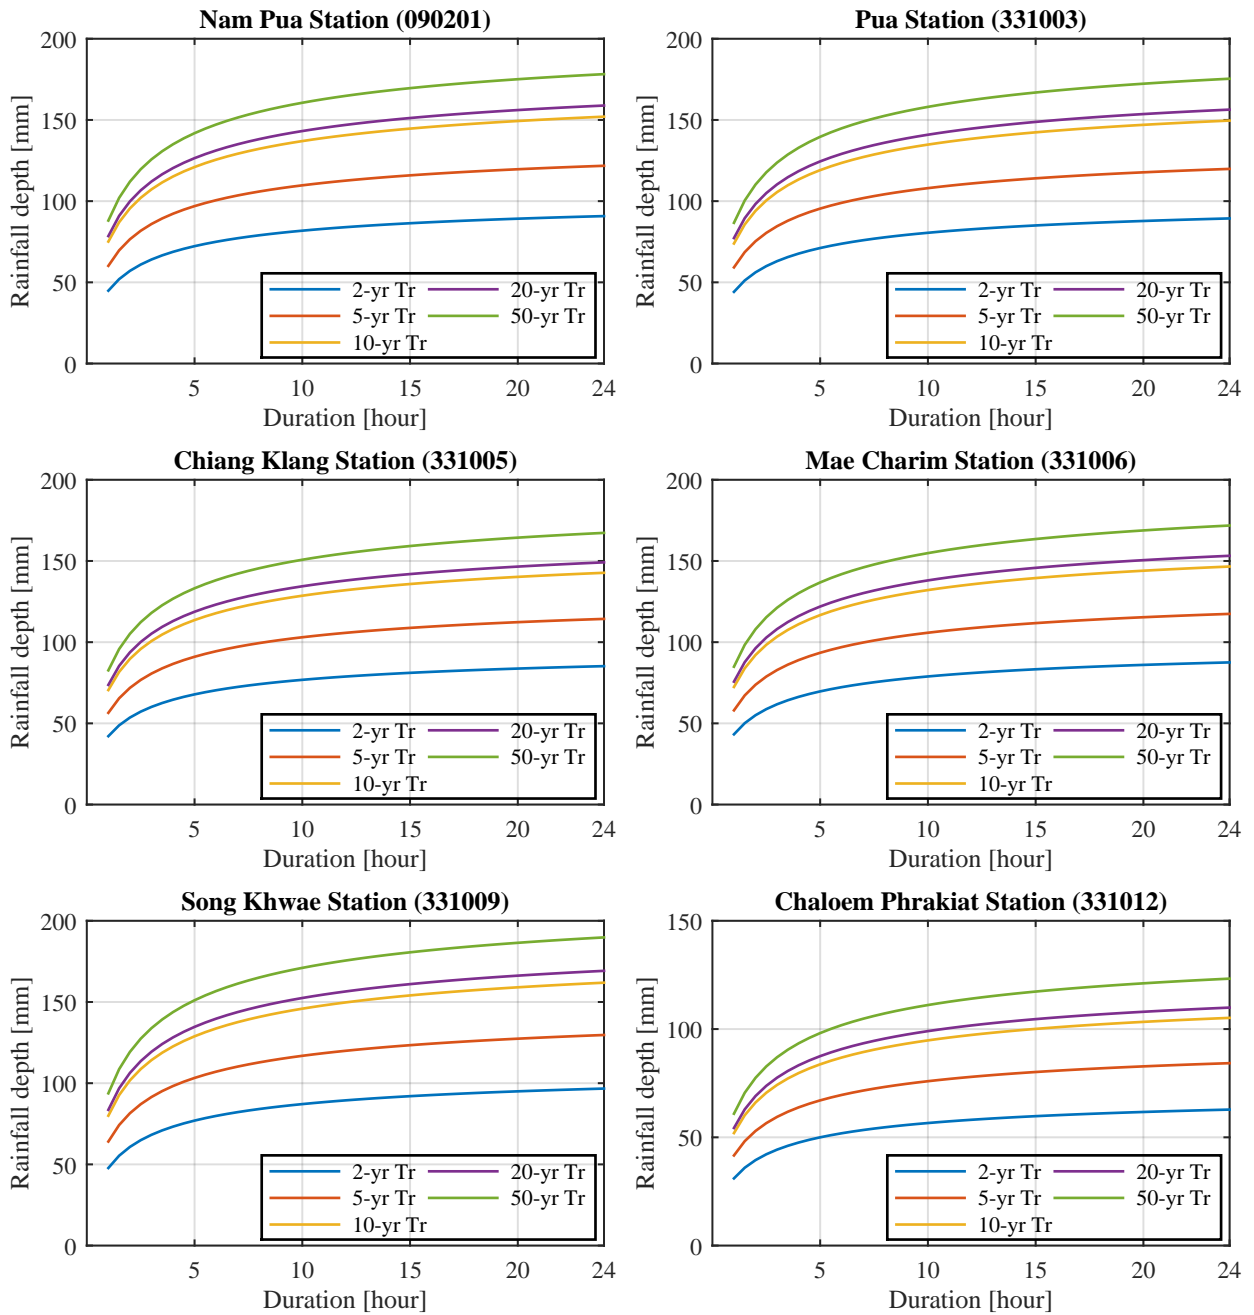 Nam Pua Station (090201)
Rainfall depth [mm]
200
150
100
50
0
2-yr Tr 20-yr Tr
5-yr Tr 50-yr Tr
10-yr Tr
5 10 15 20 24
Duration [hour]
Pua Station (331003)
Rainfall depth [mm]
200
150
100
50
0
2-yr Tr 20-yr Tr
5-yr Tr 50-yr Tr
10-yr Tr
5 10 15 20 24
Duration [hour]
Chiang Klang Station (331005)
Rainfall depth [mm]
200
150
100
50
0
2-yr Tr 20-yr Tr
5-yr Tr 50-yr Tr
10-yr Tr
5 10 15 20 24
Duration [hour]
Mae Charim Station (331006)
Rainfall depth [mm]
200
150
100
50
0
2-yr Tr 20-yr Tr
5-yr Tr 50-yr Tr
10-yr Tr
5 10 15 20 24
Duration [hour]
Song Khwae Station (331009)
Rainfall depth [mm]
200
150
100
50
0
2-yr Tr 20-yr Tr
5-yr Tr 50-yr Tr
10-yr Tr
5 10 15 20 24
Duration [hour]
Chaloem Phrakiat Station (331012)
Rainfall depth [mm]
150
100
50
0
2-yr Tr 20-yr Tr
5-yr Tr 50-yr Tr
10-yr Tr
5 10 15 20 24
Duration [hour]